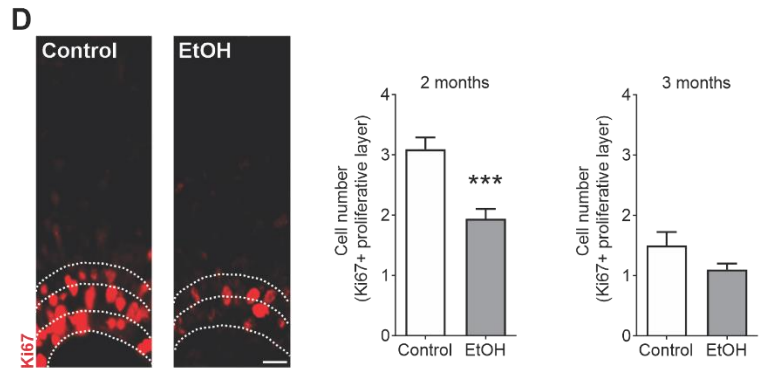 D
Control
EtOH
Ki67
2 months
Cell number
(Ki67+ proliferative layer)
4
3
2
1
0
***
Control
EtOH
3 months
Cell number
(Ki67+ proliferative layer)
4
3
2
1
0
Control
EtOH